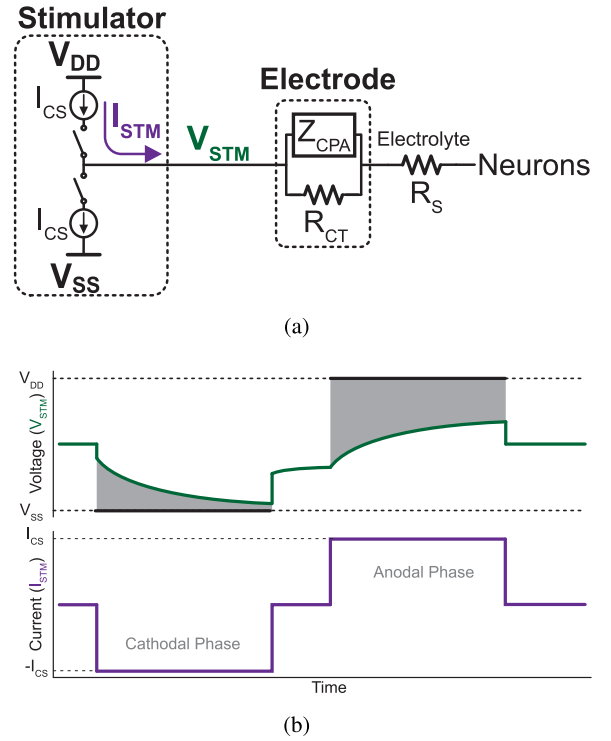 Stimulator
V_DD
I_CS
I_STM
V_STM
Electrode
Z_CPA
Electrolyte
Neurons
R_S
R_CT
I_CS
V_SS
(a)
V_DD
Voltage (V_STM)
V_SS
I_CS
Current (I_STM)
Anodal Phase
Cathodal Phase
-I_CS
Time
(b)